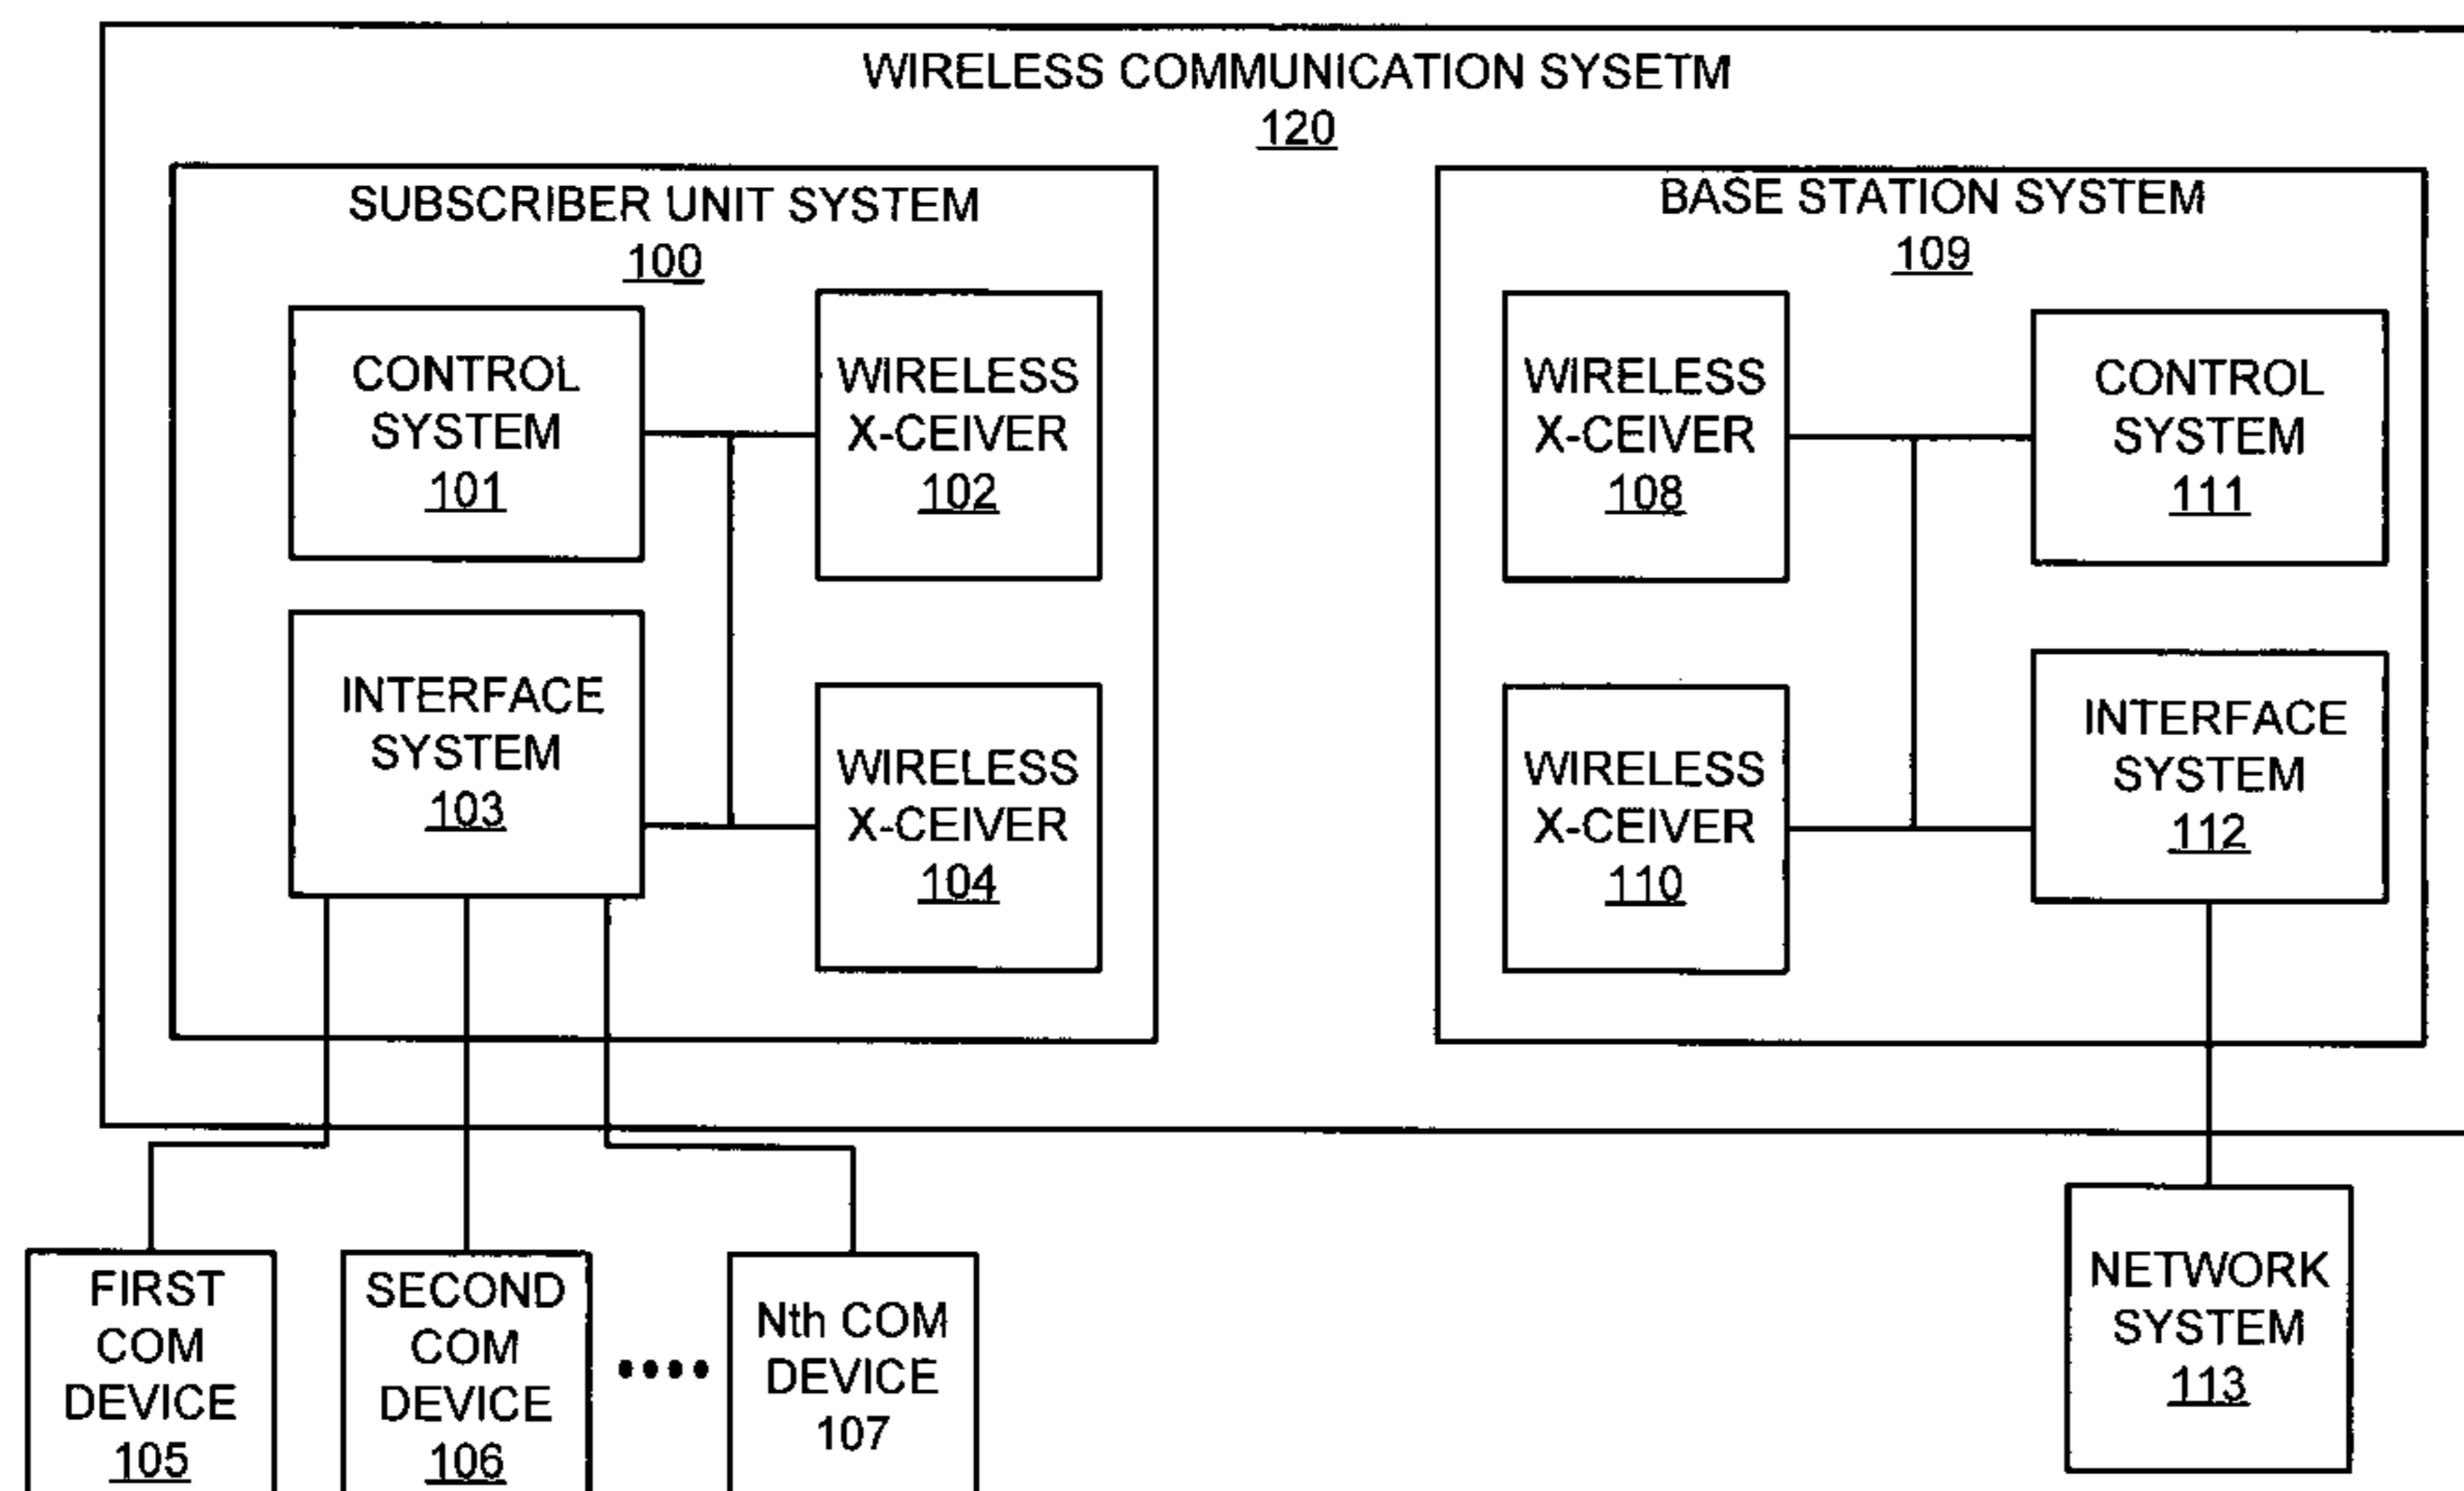 WIRELESS COMMUNICATION SYSETM
120
SUBSCRIBER UNIT SYSTEM
100
CONTROL
SYSTEM
101
WIRELESS
X-CEIVER
102
INTERFACE
SYSTEM
103
WIRELESS
X-CEIVER
104
BASE STATION SYSTEM
109
WIRELESS
X-CEIVER
108
CONTROL
SYSTEM
111
WIRELESS
X-CEIVER
110
INTERFACE
SYSTEM
112
FIRST
COM
DEVICE
105
SECOND
COM
DEVICE
106
Nth COM
DEVICE
107
NETWORK
SYSTEM
113